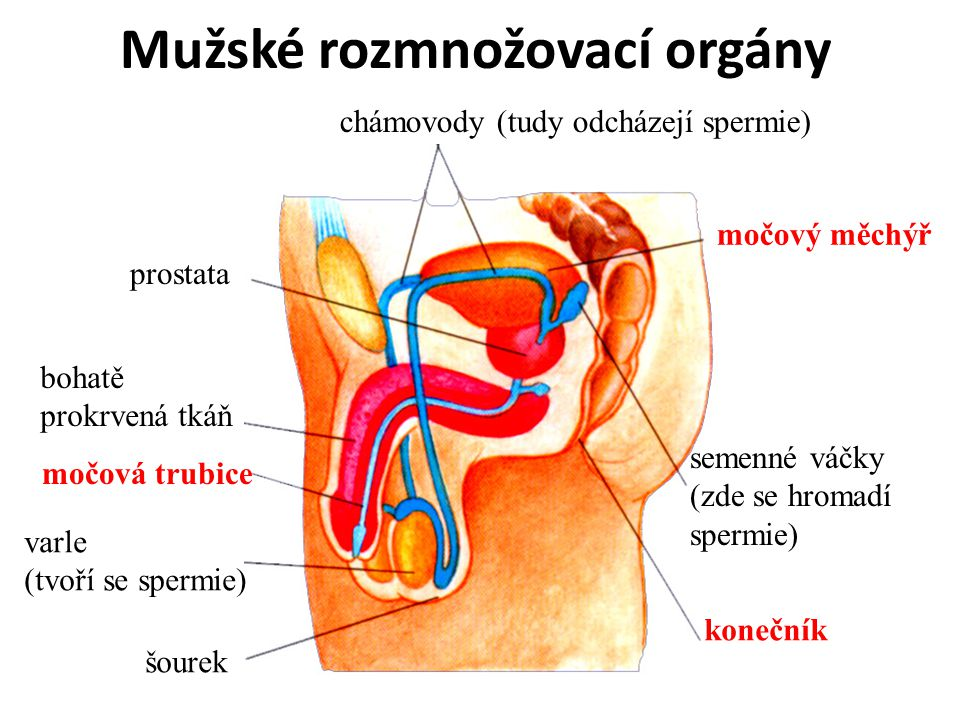 Mužské rozmnožovací orgány
chámovody (tudy odcházejí spermie)
močový měchýř
prostata
bohatě
prokrvená tkáň
močová trubice
semenné váčky
(zde se hromadí
spermie)
varle
(tvoří se spermie)
konečník
šourek